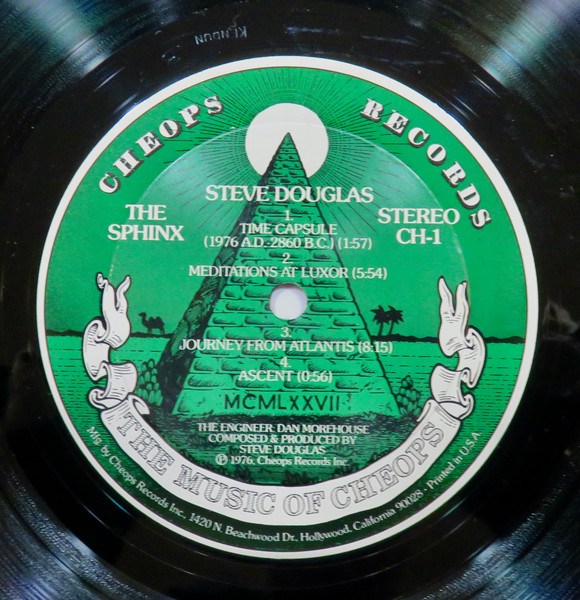 KENDUN
CHEOPS RECORDS
STEVE DOUGLAS
THE
SPHINX
STEREO
CH-1
1.
TIME CAPSULE
(1976 A.D.-2860 B.C.) (1:57)
2.
MEDITATIONS AT LUXOR (5:54)
3.
JOURNEY FROM ATLANTIS (8:15)
4.
ASCENT (0:56)
MCMLXXVII
THE ENGINEER: DAN MOREHOUSE
COMPOSED & PRODUCED BY
STEVE DOUGLAS
℗ 1976, Cheops Records Inc.
THE MUSIC OF CHEOPS
Mfg. by Cheops Records Inc., 1420 N. Beachwood Dr., Hollywood, California 90028 · Printed in U.S.A